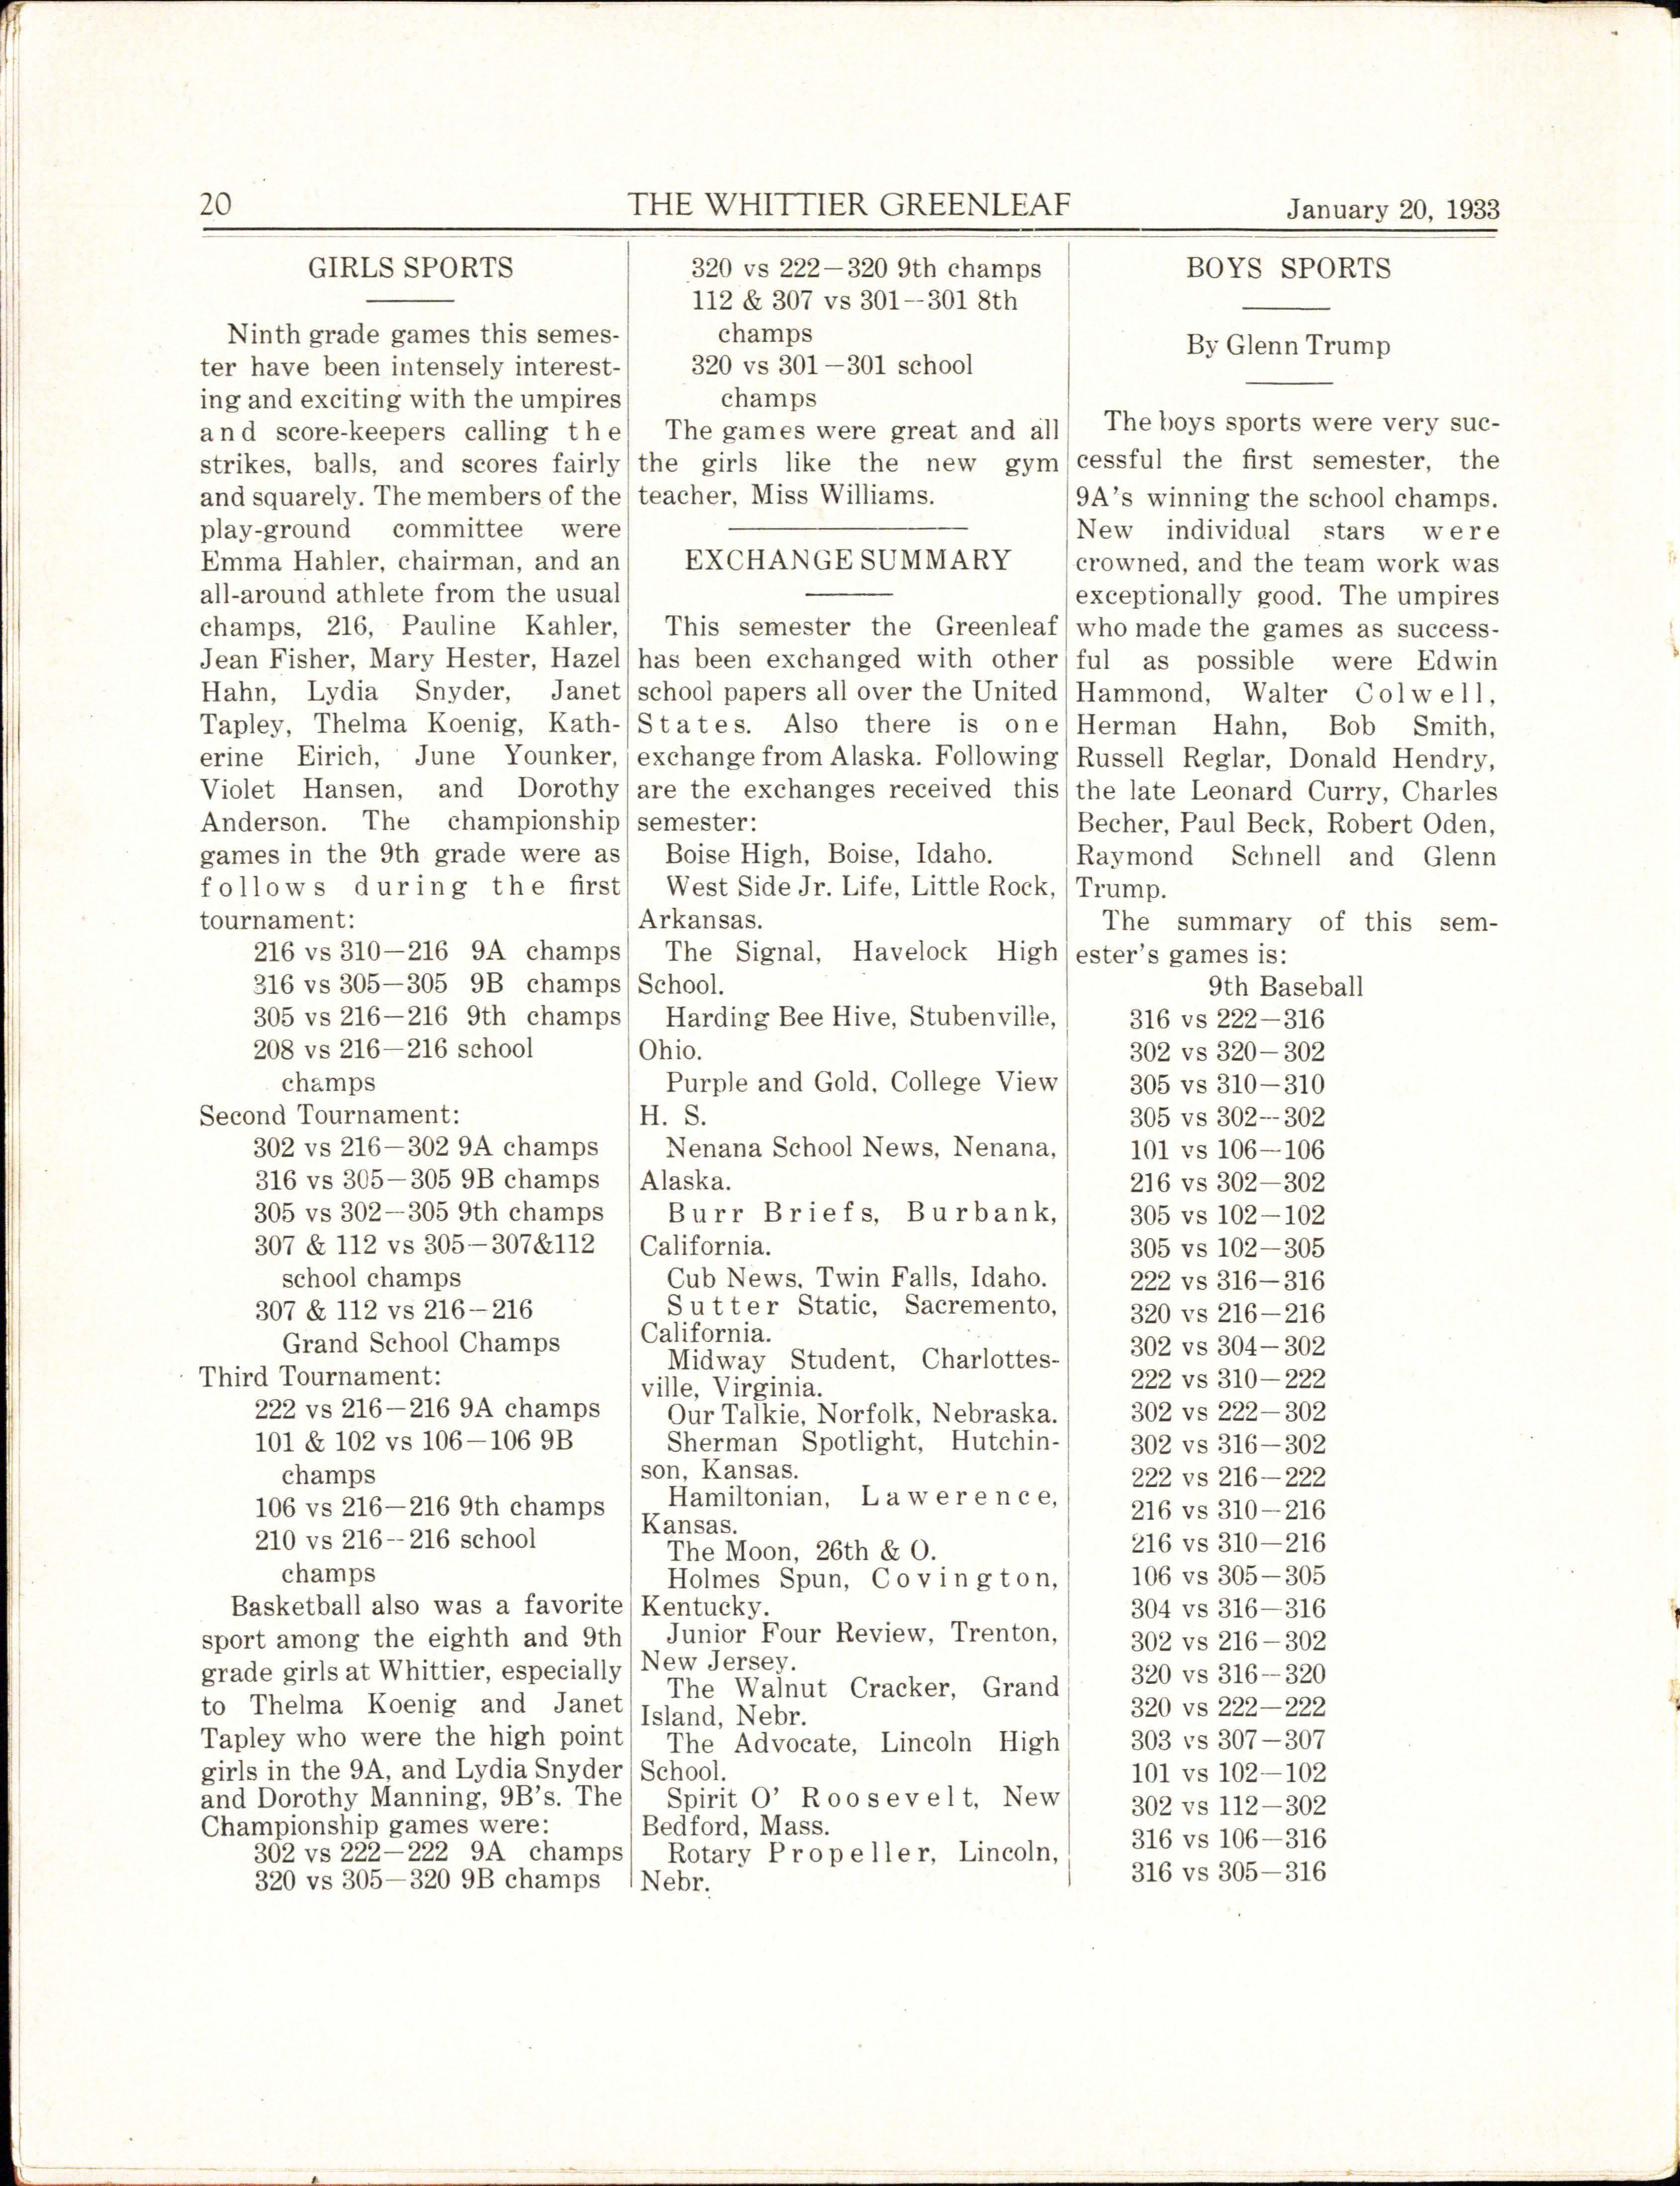 20
THE WHITTIER GREENLEAF
January 20, 1933
GIRLS SPORTS
Ninth grade games this semes-
ter have been intensely interest-
ing and exciting with the umpires
and score-keepers calling the
strikes, balls, and scores fairly
and squarely. The members of the
play-ground committee were
Emma Hahler, chairman, and an
all-around athlete from the usual
champs, 216, Pauline Kahler,
Jean Fisher, Mary Hester, Hazel
Hahn, Lydia Snyder, Janet
Tapley, Thelma Koenig, Kath-
erine Eirich, June Younker,
Violet Hansen, and Dorothy
Anderson. The championship
games in the 9th grade were as
follows during the first
tournament:
216 vs 310—216 9A champs
316 vs 305—305 9B champs
305 vs 216—216 9th champs
208 vs 216—216 school
champs
Second Tournament:
302 vs 216—302 9A champs
316 vs 305—305 9B champs
305 vs 302—305 9th champs
307 & 112 vs 305—307&112
school champs
307 & 112 vs 216—216
Grand School Champs
Third Tournament:
222 vs 216—216 9A champs
101 & 102 vs 106—106 9B
champs
106 vs 216—216 9th champs
210 vs 216--216 school
champs
Basketball also was a favorite
sport among the eighth and 9th
grade girls at Whittier, especially
to Thelma Koenig and Janet
Tapley who were the high point
girls in the 9A, and Lydia Snyder
and Dorothy Manning, 9B's. The
Championship games were:
302 vs 222—222 9A champs
320 vs 305—320 9B champs
320 vs 222—320 9th champs
112 & 307 vs 301--301 8th
champs
320 vs 301—301 school
champs
The games were great and all
the girls like the new gym
teacher, Miss Williams.
EXCHANGE SUMMARY
This semester the Greenleaf
has been exchanged with other
school papers all over the United
States. Also there is one
exchange from Alaska. Following
are the exchanges received this
semester:
Boise High, Boise, Idaho.
West Side Jr. Life, Little Rock,
Arkansas.
The Signal, Havelock High
School.
Harding Bee Hive, Stubenville,
Ohio.
Purple and Gold, College View
H. S.
Nenana School News, Nenana,
Alaska.
Burr Briefs, Burbank,
California.
Cub News, Twin Falls, Idaho.
Sutter Static, Sacremento,
California.
Midway Student, Charlottes-
ville, Virginia.
Our Talkie, Norfolk, Nebraska.
Sherman Spotlight, Hutchin-
son, Kansas.
Hamiltonian, Lawerence,
Kansas.
The Moon, 26th & O.
Holmes Spun, Covington,
Kentucky.
Junior Four Review, Trenton,
New Jersey.
The Walnut Cracker, Grand
Island, Nebr.
The Advocate, Lincoln High
School.
Spirit O' Roosevelt, New
Bedford, Mass.
Rotary Propeller, Lincoln,
Nebr.
BOYS SPORTS
By Glenn Trump
The boys sports were very suc-
cessful the first semester, the
9A's winning the school champs.
New individual stars were
crowned, and the team work was
exceptionally good. The umpires
who made the games as success-
ful as possible were Edwin
Hammond, Walter Colwell,
Herman Hahn, Bob Smith,
Russell Reglar, Donald Hendry,
the late Leonard Curry, Charles
Becher, Paul Beck, Robert Oden,
Raymond Schnell and Glenn
Trump.
The summary of this sem-
ester's games is:
9th Baseball
316 vs 222—316
302 vs 320—302
305 vs 310—310
305 vs 302--302
101 vs 106—106
216 vs 302—302
305 vs 102—102
305 vs 102—305
222 vs 316—316
320 vs 216—216
302 vs 304—302
222 vs 310—222
302 vs 222—302
302 vs 316—302
222 vs 216—222
216 vs 310—216
216 vs 310—216
106 vs 305—305
304 vs 316—316
302 vs 216—302
320 vs 316--320
320 vs 222—222
303 vs 307—307
101 vs 102—102
302 vs 112—302
316 vs 106—316
316 vs 305—316